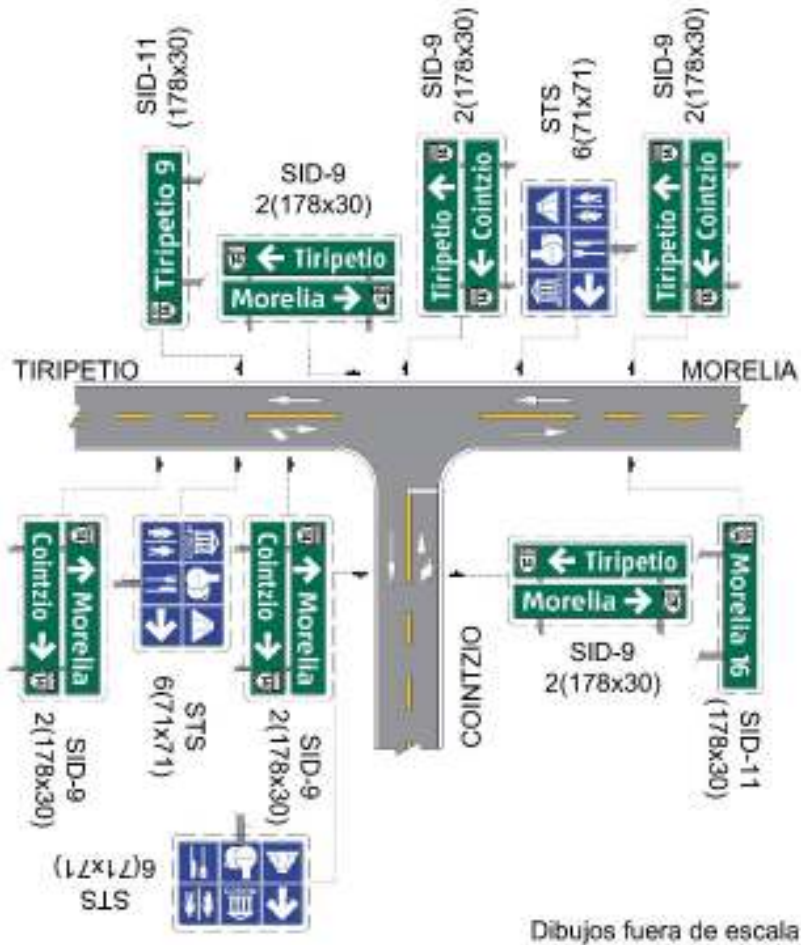 SID-11
(178x30)
Tiripetio 9
SID-9
2(178x30)
Tiripetio
Morelia
SID-9
2(178x30)
Tiripetio
Cointzio
STS
6(71x71)
SID-9
2(178x30)
Tiripetio
Cointzio
TIRIPETIO
MORELIA
Morelia
Cointzio
SID-9
2(178x30)
STS
6(71x71)
Morelia
Cointzio
SID-9
2(178x30)
COINTZIO
Tiripetio
Morelia
SID-9
2(178x30)
Morelia 16
SID-11
(178x30)
STS
6(71x71)
Dibujos fuera de escala